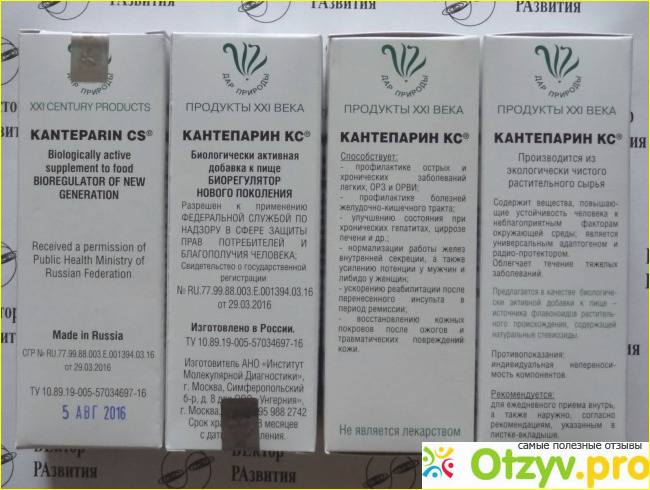 РАЗВИТИЯ
РАЗВИТИЯ
ДАР ПРИРОДЫ
XXI CENTURY PRODUCTS
KANTEPARIN CS®
Biologically active
supplement to food
BIOREGULATOR OF NEW
GENERATION
Received a permission of
Public Health Ministry of
Russian Federation
Made in Russia
СГР № RU.77.99.88.003.E.001394.03.16
от 29.03.2016
ТУ 10.89.19-005-57034697-16
5 АВГ 2016
ДАР ПРИРОДЫ
ПРОДУКТЫ XXI ВЕКА
КАНТЕПАРИН КС®
Биологически активная
добавка к пище
БИОРЕГУЛЯТОР
НОВОГО ПОКОЛЕНИЯ
Разрешен к применению
ФЕДЕРАЛЬНОЙ СЛУЖБОЙ ПО
НАДЗОРУ В СФЕРЕ ЗАЩИТЫ
ПРАВ ПОТРЕБИТЕЛЕЙ И
БЛАГОПОЛУЧИЯ ЧЕЛОВЕКА;
Свидетельство о государственной
регистрации
№ RU.77.99.88.003.E.001394.03.16
от 29.03.2016
Изготовлено в России.
ТУ 10.89.19-005-57034697-16
Изготовитель АНО «Институт
Молекулярной Диагностики»,
г. Москва, Симферопольский
б-р, д. 8 Унгерния»,
г. Москва, 95 988 2742
Срок хра 3 месяцев
с даты
ДАР ПРИРОДЫ
ПРОДУКТЫ XXI ВЕКА
КАНТЕПАРИН КС®
Способствует:
- профилактике острых и
хронических заболеваний
легких, ОРЗ и ОРВИ;
- профилактике болезней
желудочно-кишечного тракта;
- улучшению состояния при
хронических гепатитах, циррозе
печени и др.;
- нормализации работы желез
внутренней секреции, а также
усилению потенции у мужчин и
либидо у женщин;
- ускорению реабилитации после
перенесенного инсульта в
период ремиссии;
- восстановлению кожных
покровов после ожогов и
травматических повреждений
кожи.
Не является лекарством
ДАР ПРИРОДЫ
ПРОДУКТЫ XXI ВЕКА
КАНТЕПАРИН КС®
Производится из
экологически чистого
растительного сырья
Содержит вещества, повышаю-
щие устойчивость человека к
неблагоприятным факторам
окружающей среды; является
универсальным адаптогеном и
радио-протектором.
Облегчает течение тяжелых
заболеваний.
Предлагается в качестве биологичес-
ки активной добавки к пище –
источника флавоноидов раститель-
ного происхождения, содержащей
натуральные стевиозиды.
Противопоказания:
индивидуальная непереноси-
мость компонентов.
Рекомендуется:
для ежедневного приема внутрь,
а также наружно, согласно
рекомендациям, указанным в
листке-вкладыше.
РАЗВИТИЯ
РАЗВИТИЯ
самые полезные отзывы
Otzyv.pro